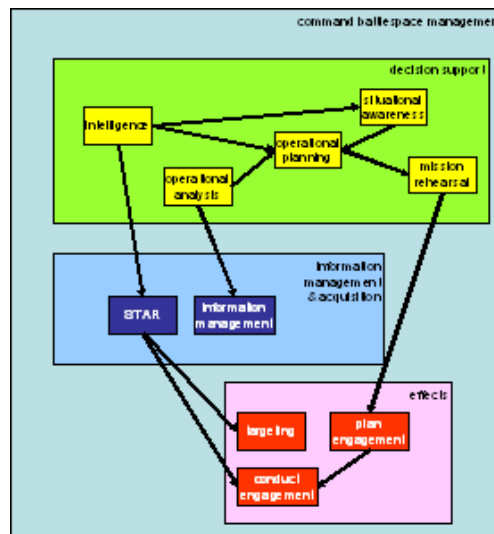 command battlespace management
decision support
situational
awareness
intelligence
operational
planning
mission
rehearsal
operational
analysis
information
management
& acquisition
STAR
information
management
effects
targeting
plan
engagement
conduct
engagement